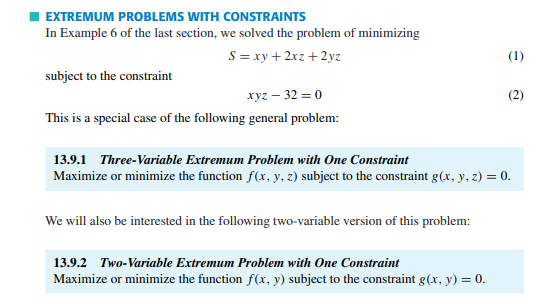 EXTREMUM PROBLEMS WITH CONSTRAINTS
In Example 6 of the last section, we solved the problem of minimizing
S = xy + 2xz + 2yz (1)
subject to the constraint
xyz − 32 = 0 (2)
This is a special case of the following general problem:
13.9.1 Three-Variable Extremum Problem with One Constraint
Maximize or minimize the function f(x, y, z) subject to the constraint g(x, y, z) = 0.
We will also be interested in the following two-variable version of this problem:
13.9.2 Two-Variable Extremum Problem with One Constraint
Maximize or minimize the function f(x, y) subject to the constraint g(x, y) = 0.